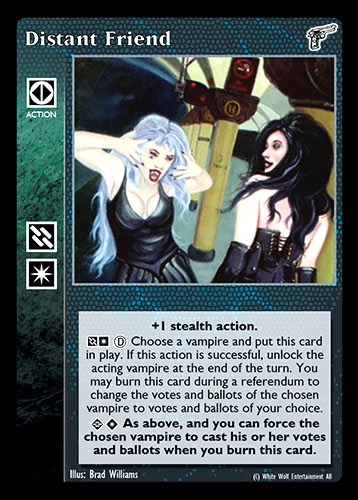 Distant Friend
ACTION
+1 stealth action.
D Choose a vampire and put this card
in play. If this action is successful, unlock the
acting vampire at the end of the turn. You
may burn this card during a referendum to
change the votes and ballots of the chosen
vampire to votes and ballots of your choice.
As above, and you can force the
chosen vampire to cast his or her votes
and ballots when you burn this card.
Illus: Brad Williams
(C) White Wolf Entertainment AB